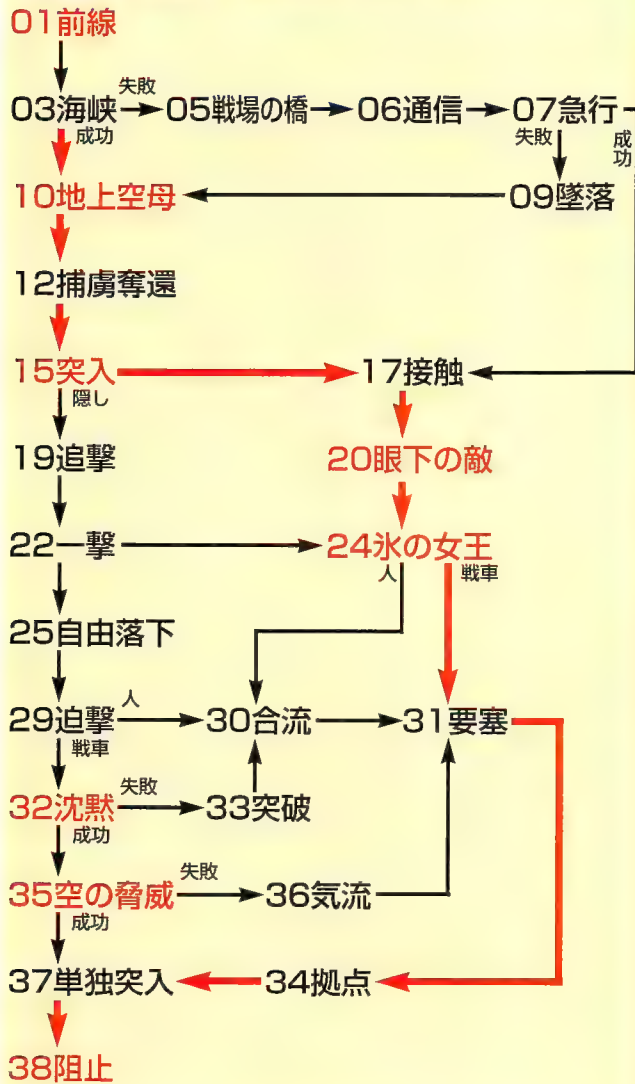 01前線
03海峡 失敗 05戦場の橋 06通信 07急行
成功 失敗 成功
10地上空母 09墜落
12捕虜奪還
15突入 17接触
隠し
19追撃 20眼下の敵
22一撃 24氷の女王
人 戦車
25自由落下
29迫撃 人 30合流 31要塞
戦車
32沈黙 失敗 33突破
成功
35空の脅威 失敗 36気流
成功
37単独突入 34拠点
38阻止